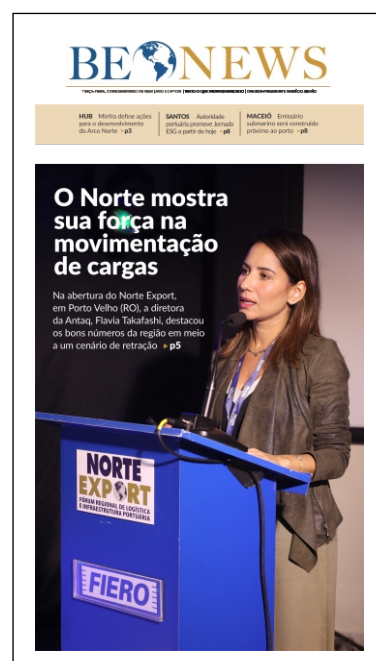 BE NEWS
HUB Minfra define ações
para o desenvolvimento
do Arco Norte • p3
SANTOS Autoridade
portuária promove Jornada
ESG a partir de hoje • p8
MACEIÓ Emissário
submarino será construído
próximo ao porto • p8
O Norte mostra
sua força na
movimentação
de cargas
Na abertura do Norte Export,
em Porto Velho (RO), a diretora
da Antaq, Flavia Takafashi, destacou
os bons números da região em meio
a um cenário de retração ▸ p5
NORTE
EXPORT
FÓRUM REGIONAL DE LOGÍSTICA
E INFRAESTRUTURA PORTUÁRIA
FIERO